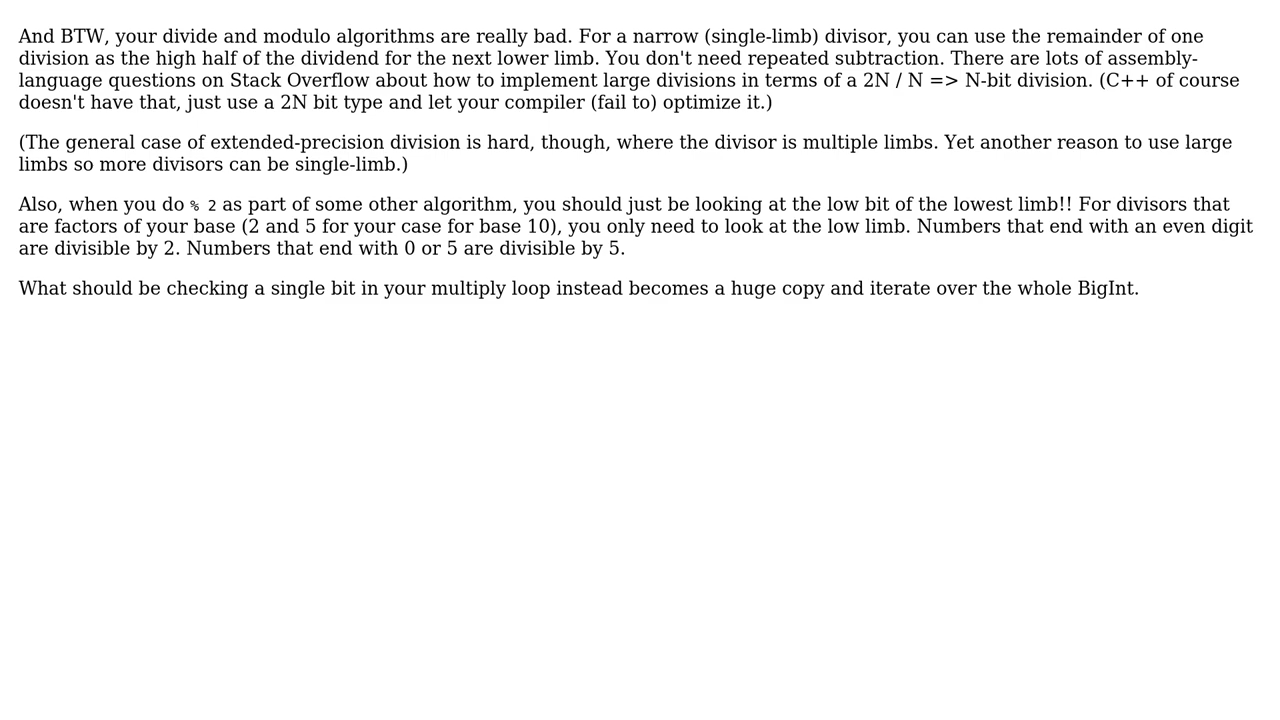 And BTW, your divide and modulo algorithms are really bad. For a narrow (single-limb) divisor, you can use the remainder of one
division as the high half of the dividend for the next lower limb. You don't need repeated subtraction. There are lots of assembly-
language questions on Stack Overflow about how to implement large divisions in terms of a 2N / N => N-bit division. (C++ of course
doesn't have that, just use a 2N bit type and let your compiler (fail to) optimize it.)
(The general case of extended-precision division is hard, though, where the divisor is multiple limbs. Yet another reason to use large
limbs so more divisors can be single-limb.)
Also, when you do % 2 as part of some other algorithm, you should just be looking at the low bit of the lowest limb!! For divisors that
are factors of your base (2 and 5 for your case for base 10), you only need to look at the low limb. Numbers that end with an even digit
are divisible by 2. Numbers that end with 0 or 5 are divisible by 5.
What should be checking a single bit in your multiply loop instead becomes a huge copy and iterate over the whole BigInt.